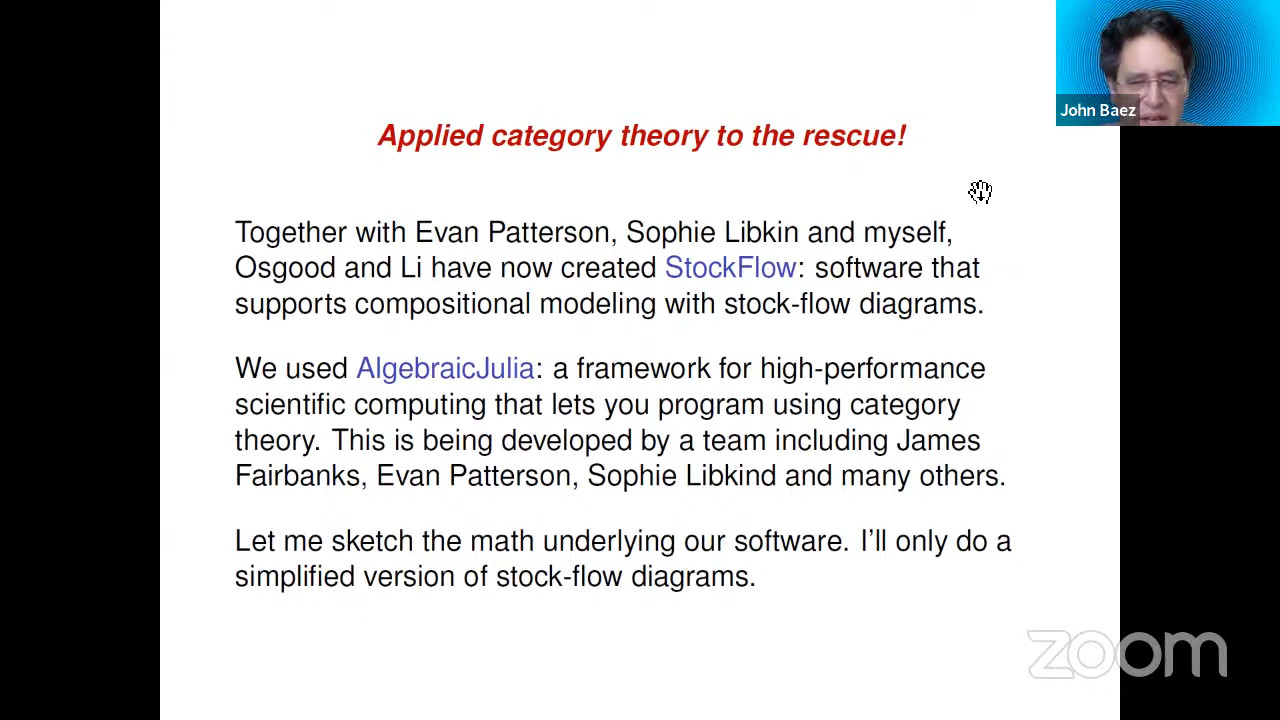 John Baez
Applied category theory to the rescue!
Together with Evan Patterson, Sophie Libkin and myself,
Osgood and Li have now created StockFlow: software that
supports compositional modeling with stock-flow diagrams.
We used AlgebraicJulia: a framework for high-performance
scientific computing that lets you program using category
theory. This is being developed by a team including James
Fairbanks, Evan Patterson, Sophie Libkind and many others.
Let me sketch the math underlying our software. I'll only do a
simplified version of stock-flow diagrams.
zoom